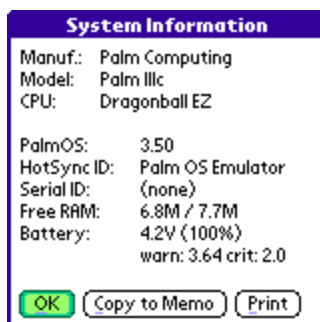 System Information
Manuf.: Palm Computing
Model: Palm IIIc
CPU: Dragonball EZ
PalmOS: 3.50
HotSync ID: Palm OS Emulator
Serial ID: (none)
Free RAM: 6.8M / 7.7M
Battery: 4.2V (100%)
warn: 3.64 crit: 2.0
OK Copy to Memo Print